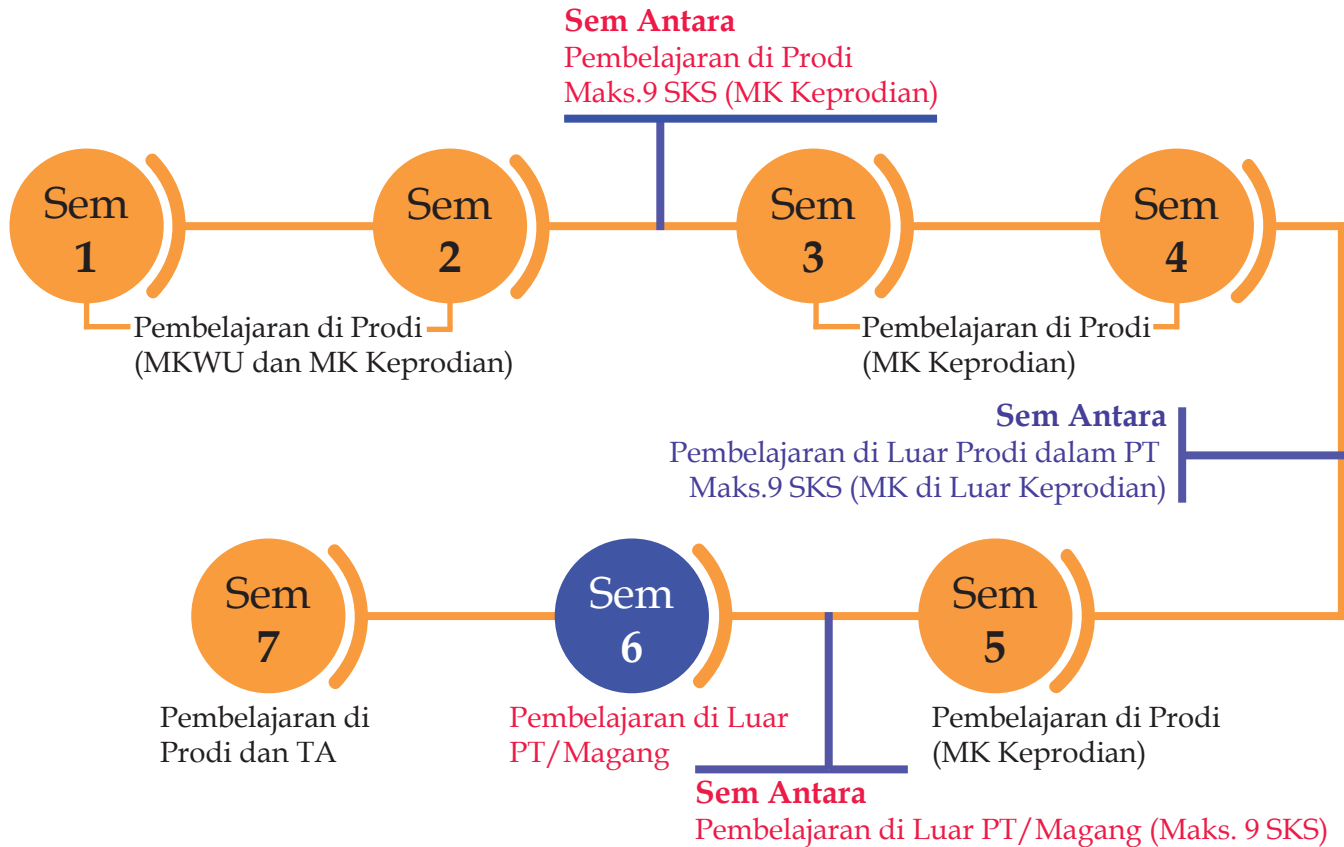 Sem Antara
Pembelajaran di Prodi
Maks.9 SKS (MK Keprodian)
Sem
1
Sem
2
Sem
3
Sem
4
Pembelajaran di Prodi
(MKWU dan MK Keprodian)
Pembelajaran di Prodi
(MK Keprodian)
Sem Antara
Pembelajaran di Luar Prodi dalam PT
Maks.9 SKS (MK di Luar Keprodian)
Sem
7
Sem
6
Sem
5
Pembelajaran di
Prodi dan TA
Pembelajaran di Luar
PT/Magang
Pembelajaran di Prodi
(MK Keprodian)
Sem Antara
Pembelajaran di Luar PT/Magang (Maks. 9 SKS)